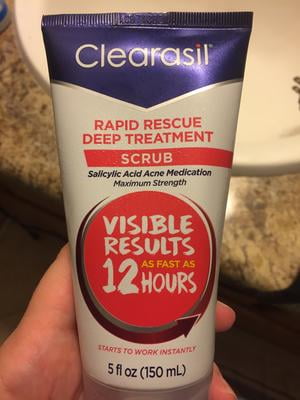 Clearasil
RAPID RESCUE
DEEP TREATMENT
SCRUB
Salicylic Acid Acne Medication
Maximum Strength
VISIBLE
RESULTS
AS FAST AS
12 HOURS
STARTS TO WORK INSTANTLY
5 fl oz (150 mL)